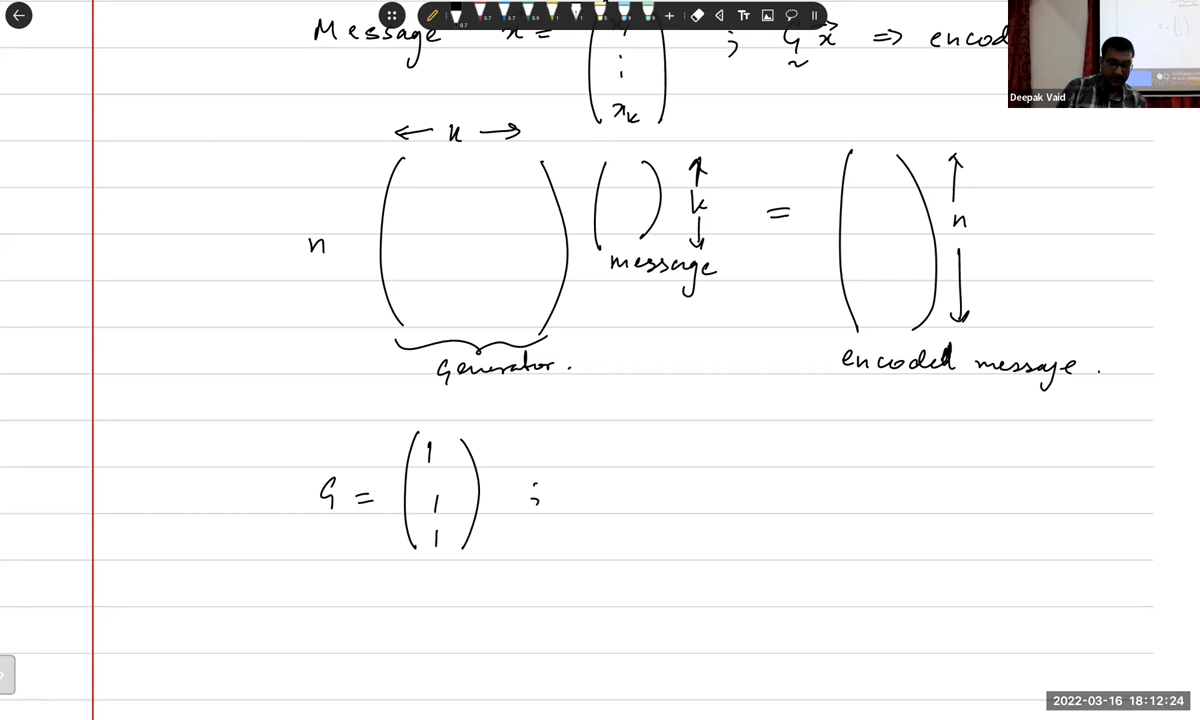 Message x = ( ⋮ x_k ) ; G x⃗ => encod
← k →
n ( ) ( ) ↑ k ↓ = ( ) ↑ n ↓
message
Generator.
encoded message.
G = ( 1 1 1 ) ;
Deepak Vaid
2022-03-16 18:12:24